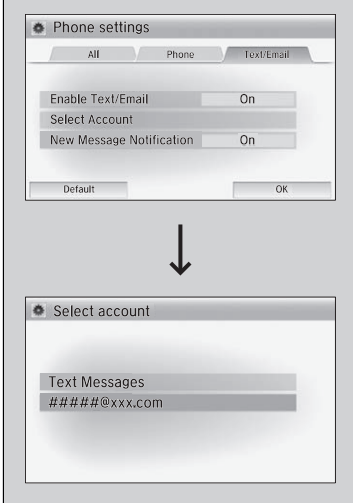 Phone settings
All Phone Text/Email
Enable Text/Email On
Select Account
New Message Notification On
Default OK
Select account
Text Messages
#####@xxx.com